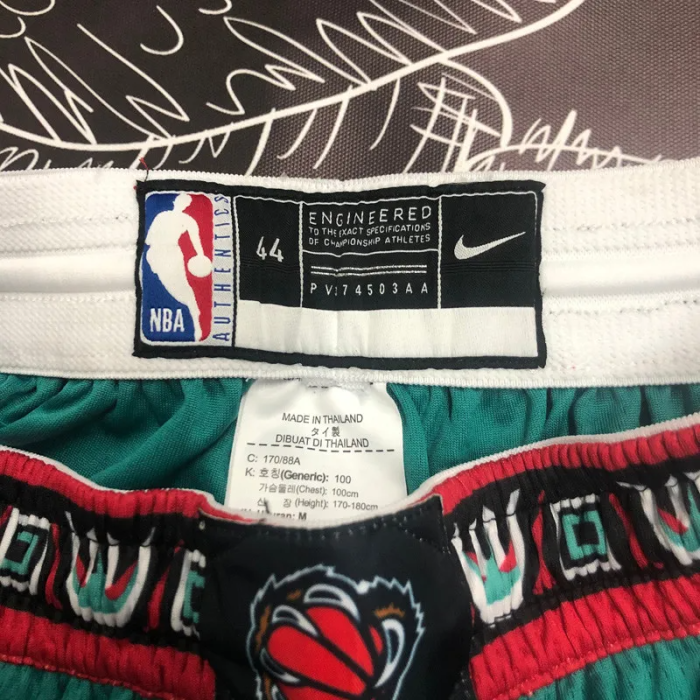 NBA
AUTHENTICS
44
ENGINEERED
TO THE EXACT SPECIFICATIONS
OF CHAMPIONSHIP ATHLETES
PV:74503AA
MADE IN THAILAND
タイ製
DIBUAT DI THAILAND
C: 170/88A
K: 호칭(Generic): 100
가슴둘레(Chest): 100cm
신 장 (Height): 170-180cm
M